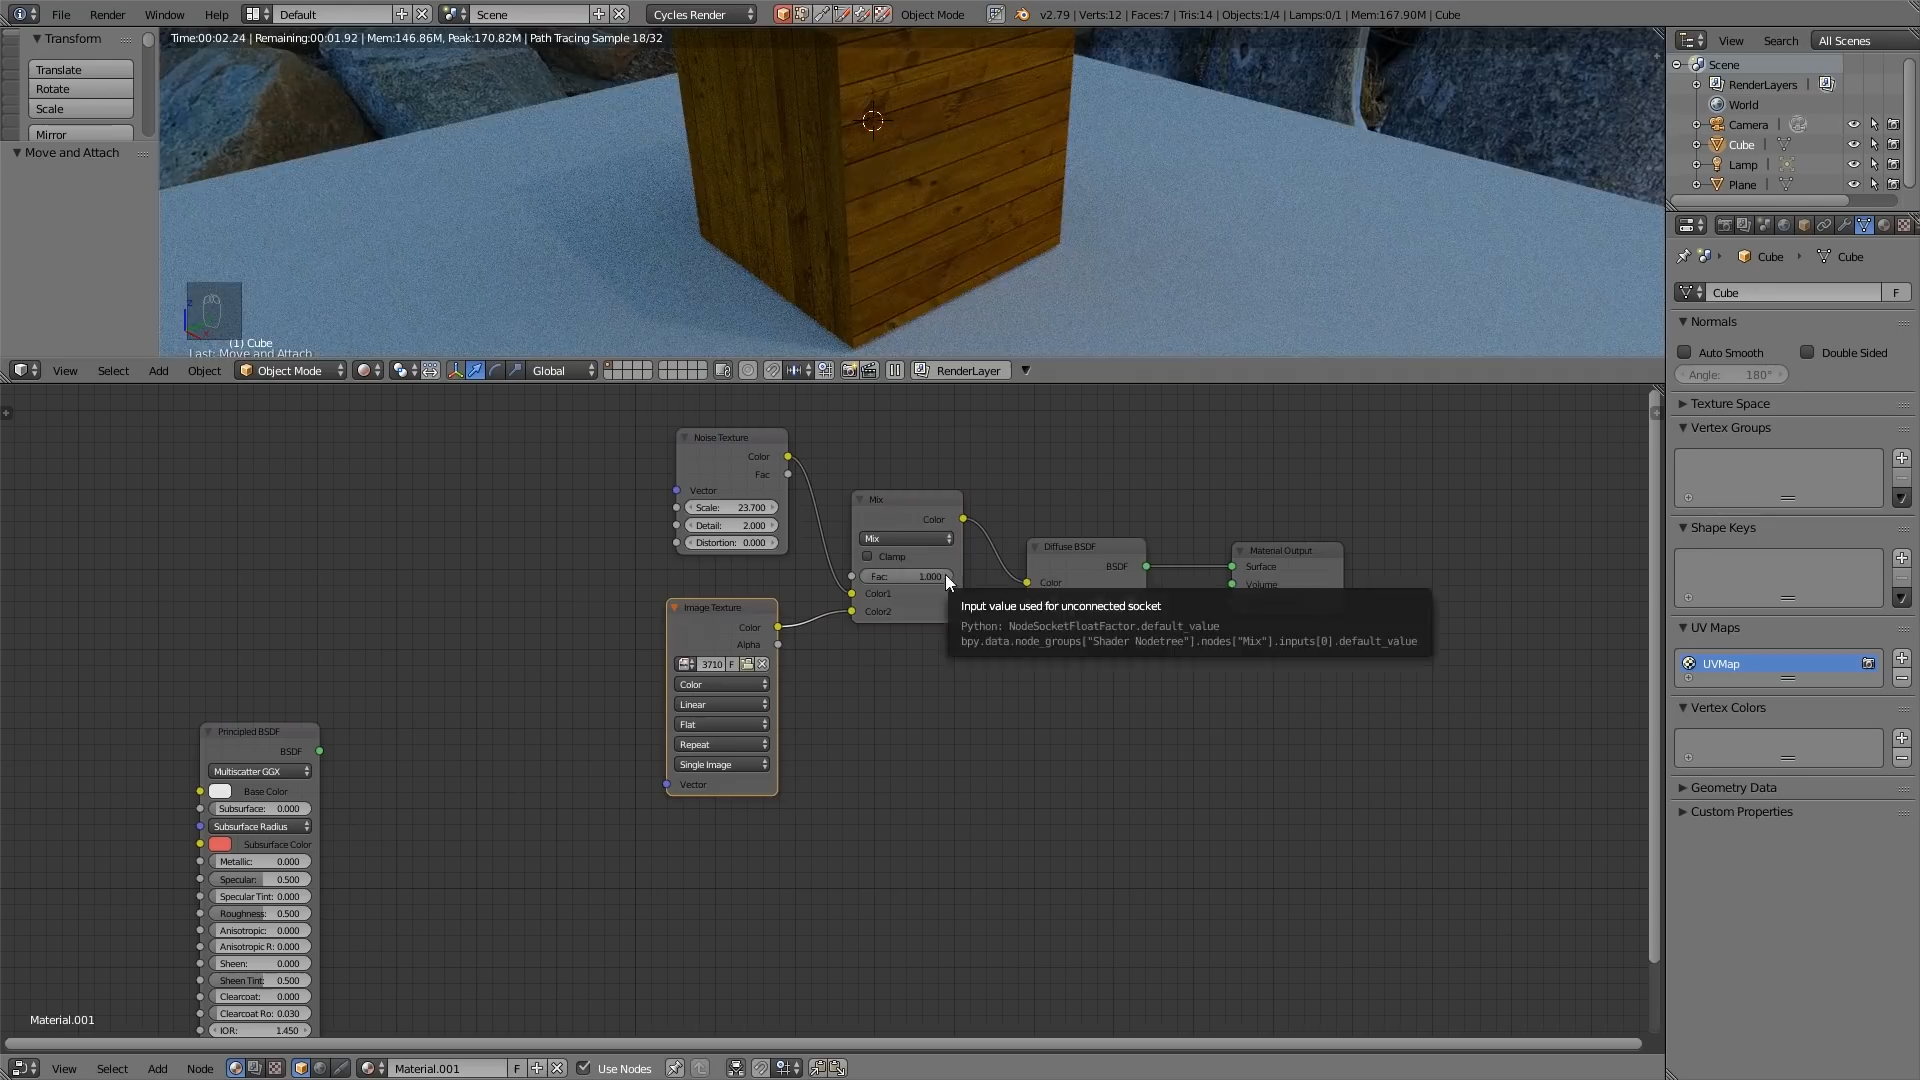 File Render Window Help Default Scene Cycles Render Object Mode v2.79 | Verts:12 | Faces:7 | Tris:14 | Objects:1/4 | Lamps:0/1 | Mem:167.90M | Cube
Time:00:02.24 | Remaining:00:01.92 | Mem:146.86M, Peak:170.82M | Path Tracing Sample 18/32
Transform
Translate
Rotate
Scale
Mirror
Move and Attach
(1) Cube
Last: Move and Attach
View Select Add Object Object Mode Global RenderLayer
Noise Texture
Color
Fac
Vector
Scale: 23.700
Detail: 2.000
Distortion: 0.000
Mix
Color
Mix
Clamp
Fac: 1.000
Color1
Color2
Diffuse BSDF
BSDF
Color
Material Output
Surface
Volume
Input value used for unconnected socket
Python: NodeSocketFloatFactor.default_value
bpy.data.node_groups["Shader Nodetree"].nodes["Mix"].inputs[0].default_value
Image Texture
Color
Alpha
3710 F
Color
Linear
Flat
Repeat
Single Image
Vector
Principled BSDF
BSDF
Multiscatter GGX
Base Color
Subsurface: 0.000
Subsurface Radius
Subsurface Color
Metallic: 0.000
Specular: 0.500
Specular Tint: 0.000
Roughness: 0.500
Anisotropic: 0.000
Anisotropic R: 0.000
Sheen: 0.000
Sheen Tint: 0.500
Clearcoat: 0.000
Clearcoat Ro: 0.030
IOR: 1.450
Material.001
View Select Add Node Material.001 F Use Nodes
View Search All Scenes
Scene
RenderLayers
World
Camera
Cube
Lamp
Plane
Cube Cube
Cube F
Normals
Auto Smooth Double Sided
Angle: 180°
Texture Space
Vertex Groups
Shape Keys
UV Maps
UVMap
Vertex Colors
Geometry Data
Custom Properties